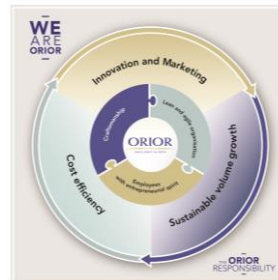 WE
ARE
ORIOR
Innovation and Marketing
Craftsmanship
Lean and agile organisation
ORIOR
Cost efficiency
Employees
with entrepreneurial spirit
Sustainable volume growth
THE ORIOR
RESPONSIBILITY